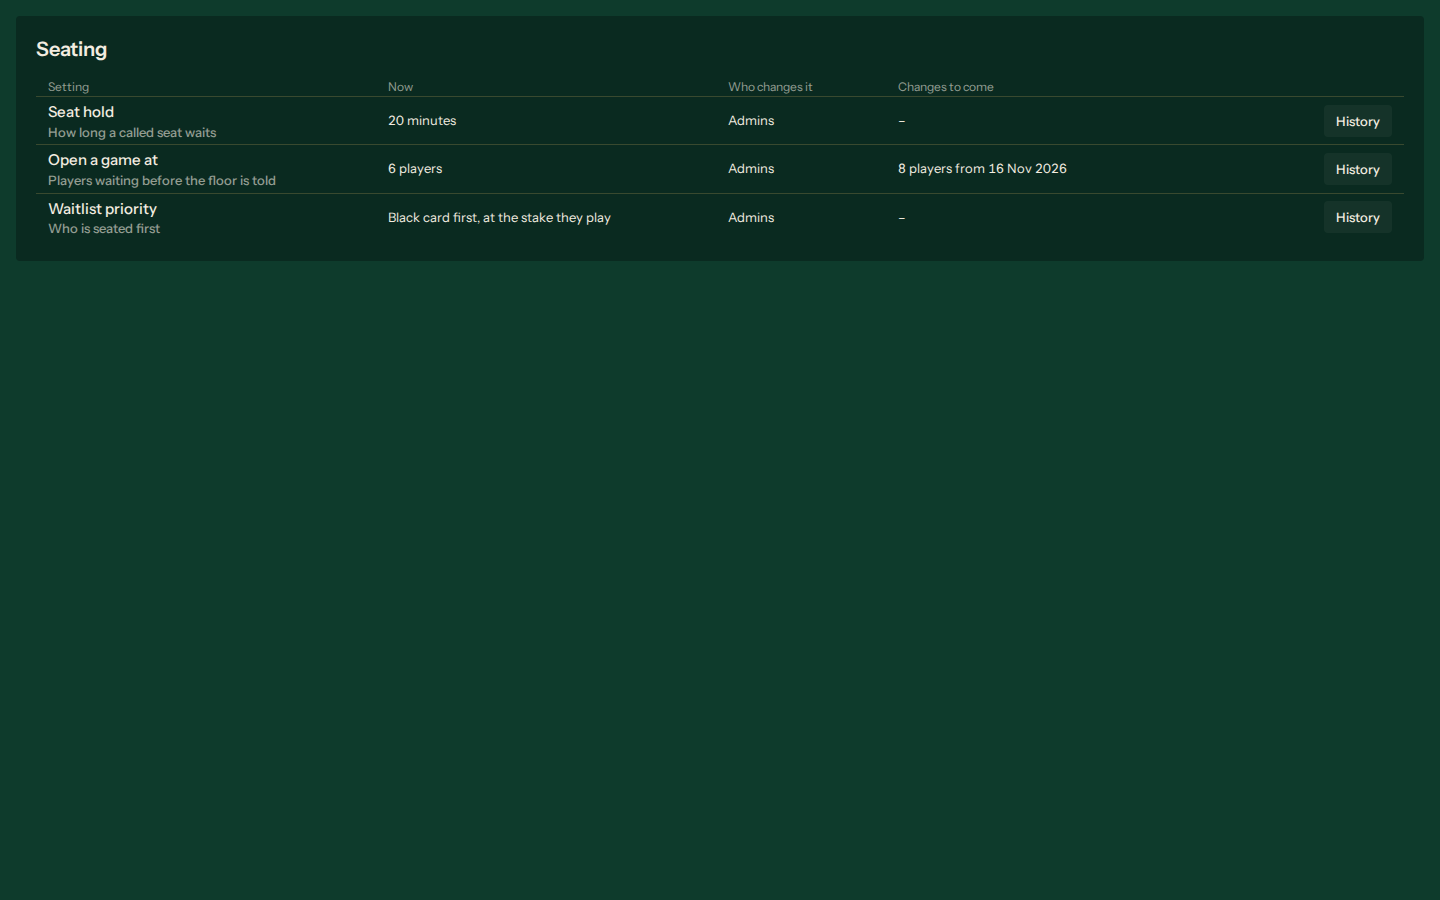 Seating
Setting Now Who changes it Changes to come
Seat hold
How long a called seat waits
20 minutes Admins – History
Open a game at
Players waiting before the floor is told
6 players Admins 8 players from 16 Nov 2026 History
Waitlist priority
Who is seated first
Black card first, at the stake they play Admins – History